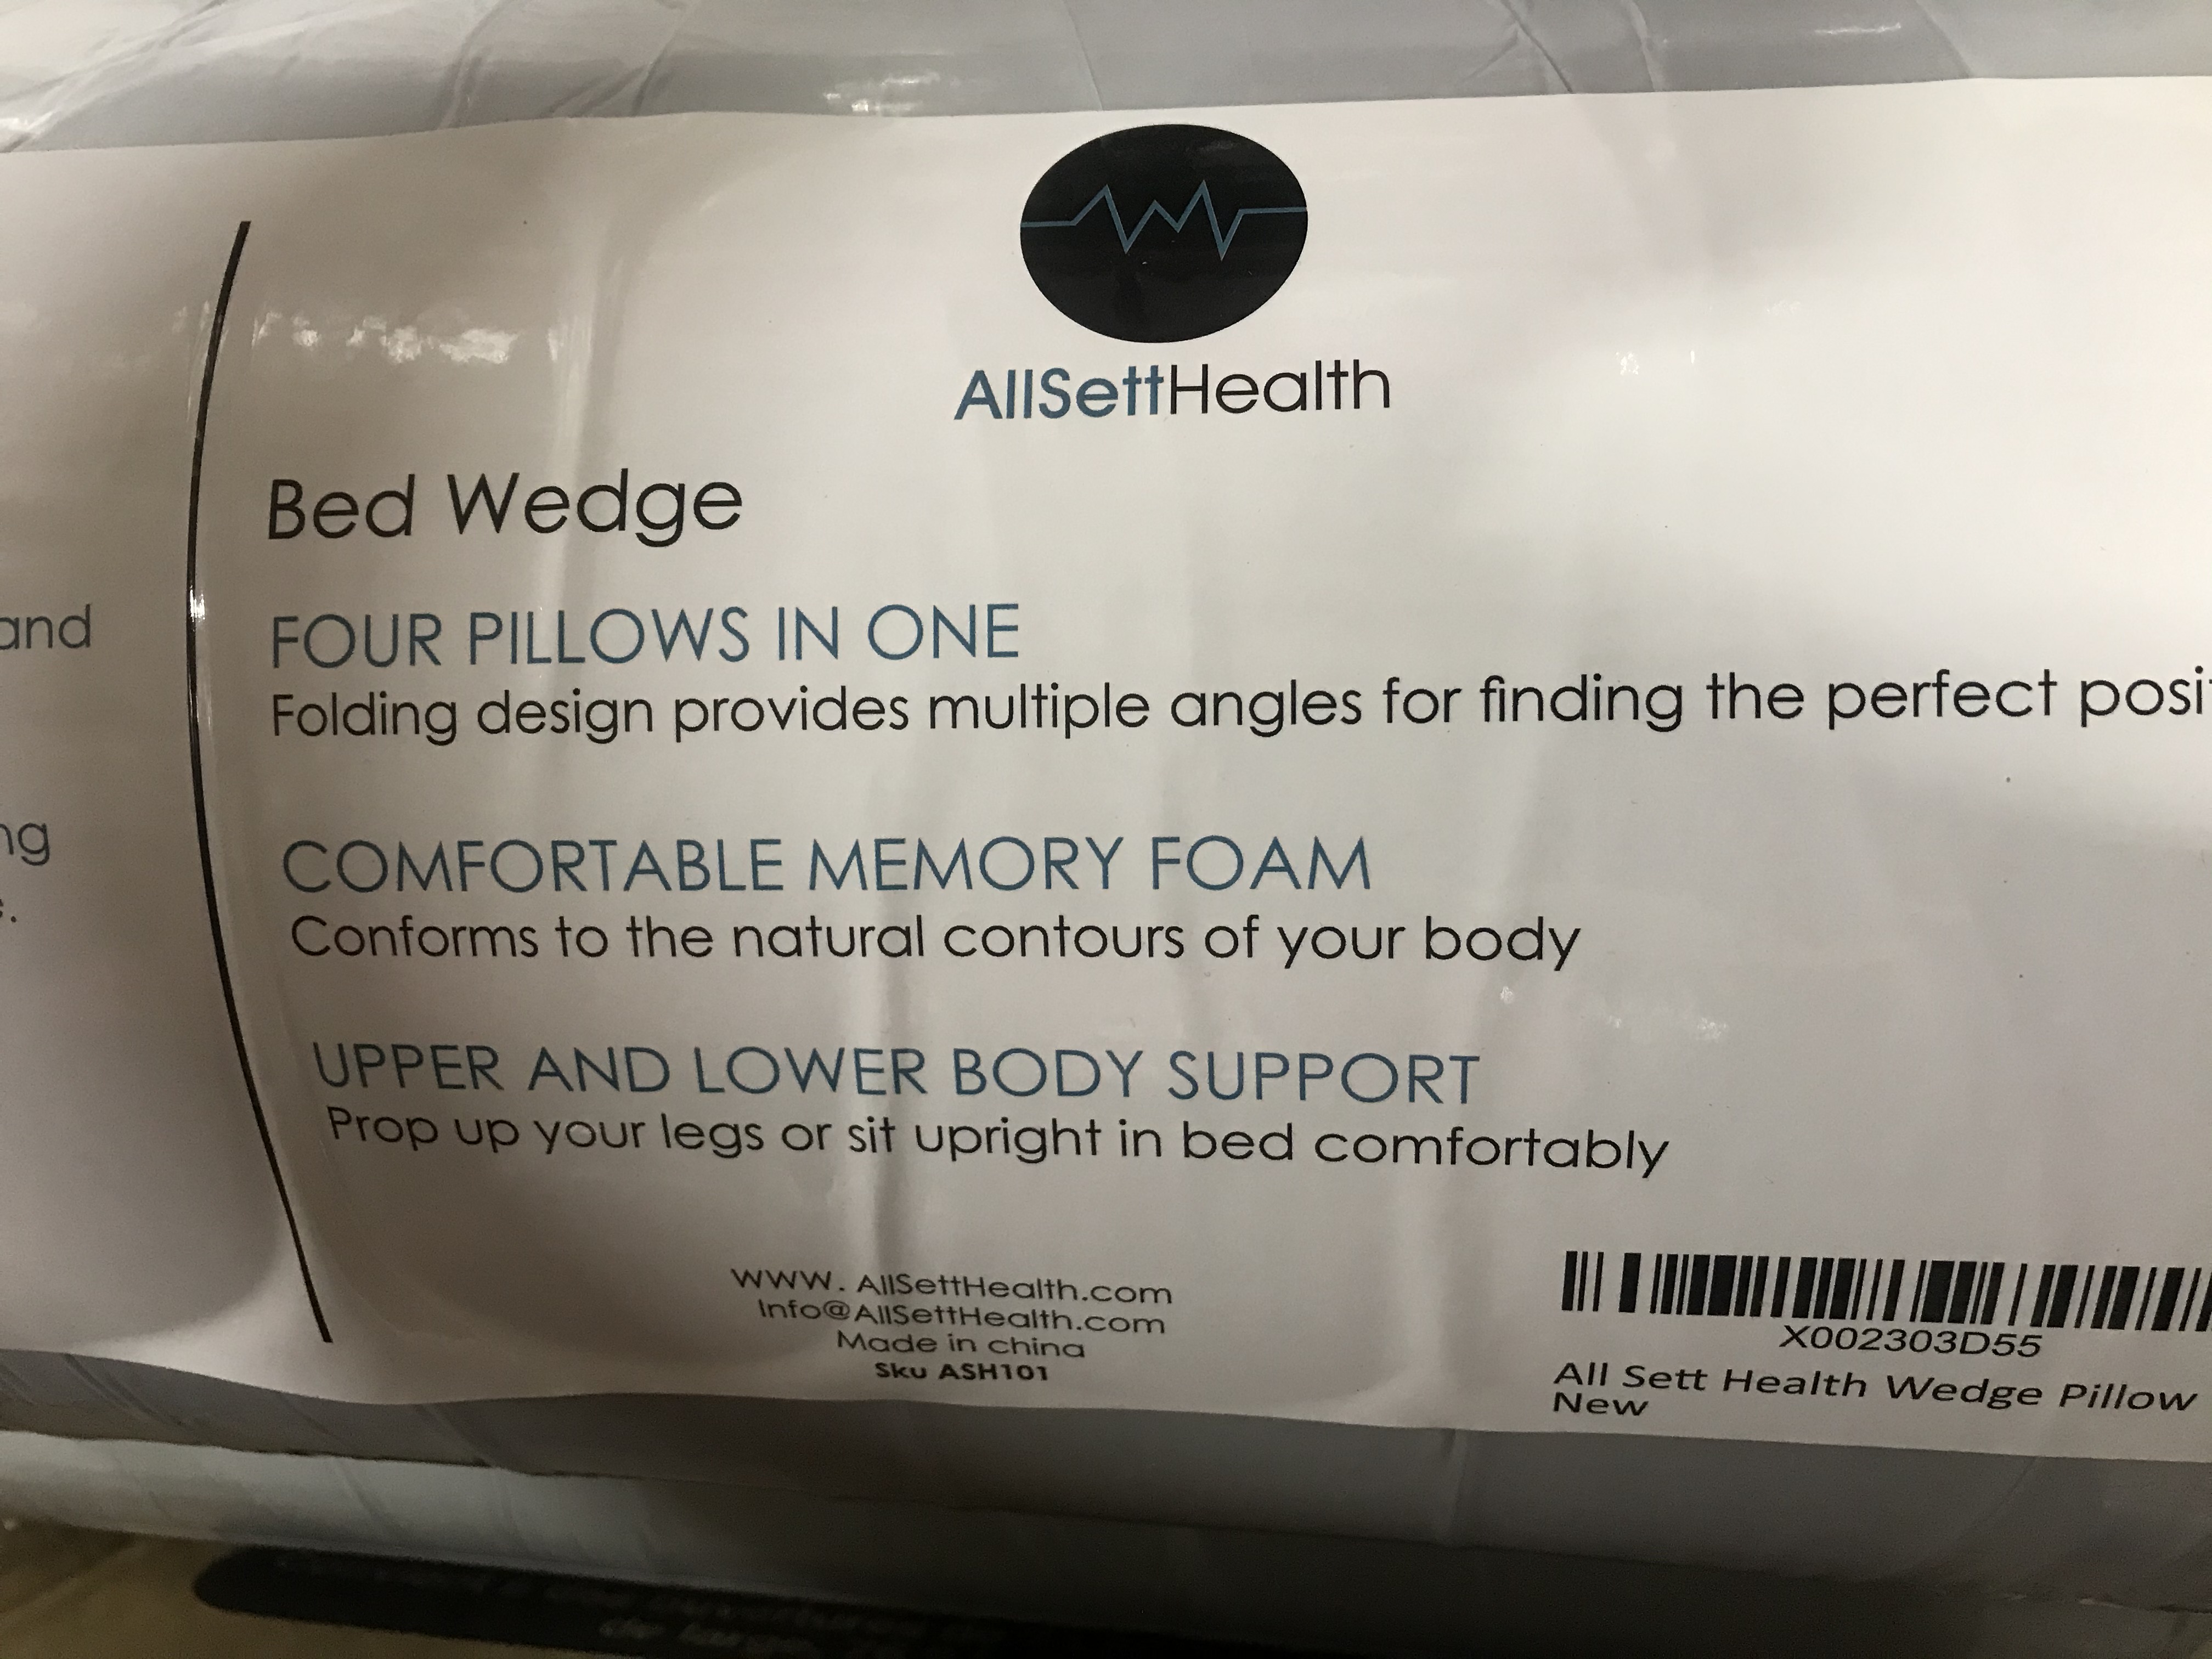 and
ng
AllSettHealth
Bed Wedge
FOUR PILLOWS IN ONE
Folding design provides multiple angles for finding the perfect posi
COMFORTABLE MEMORY FOAM
Conforms to the natural contours of your body
UPPER AND LOWER BODY SUPPORT
Prop up your legs or sit upright in bed comfortably
www. AllSettHealth.com
Info@AllSettHealth.com
Made in china
Sku ASH101
X002303D55
All Sett Health Wedge Pillow
New